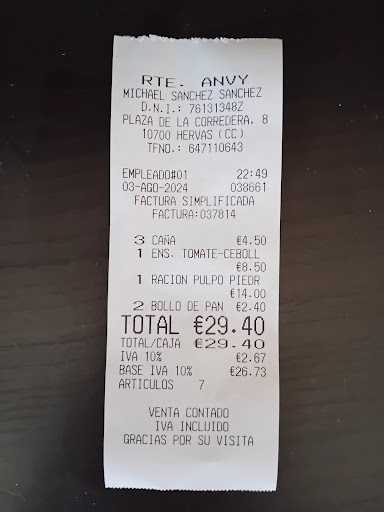 RTE. ANVY
MICHAEL SANCHEZ SANCHEZ
D.N.I.: 76131348Z
PLAZA DE LA CORREDERA. 8
10700 HERVAS (CC)
TFNO.: 647110643
EMPLEADO#01 22:49
03-AGO-2024 038661
FACTURA SIMPLIFICADA
FACTURA:037814
3 CAÑA €4.50
1 ENS. TOMATE-CEBOLL
€8.50
1 RACION PULPO PIEDR
€14.00
2 BOLLO DE PAN €2.40
TOTAL €29.40
TOTAL/CAJA €29.40
IVA 10% €2.67
BASE IVA 10% €26.73
ARTICULOS 7
VENTA CONTADO
IVA INCLUIDO
GRACIAS POR SU VISITA